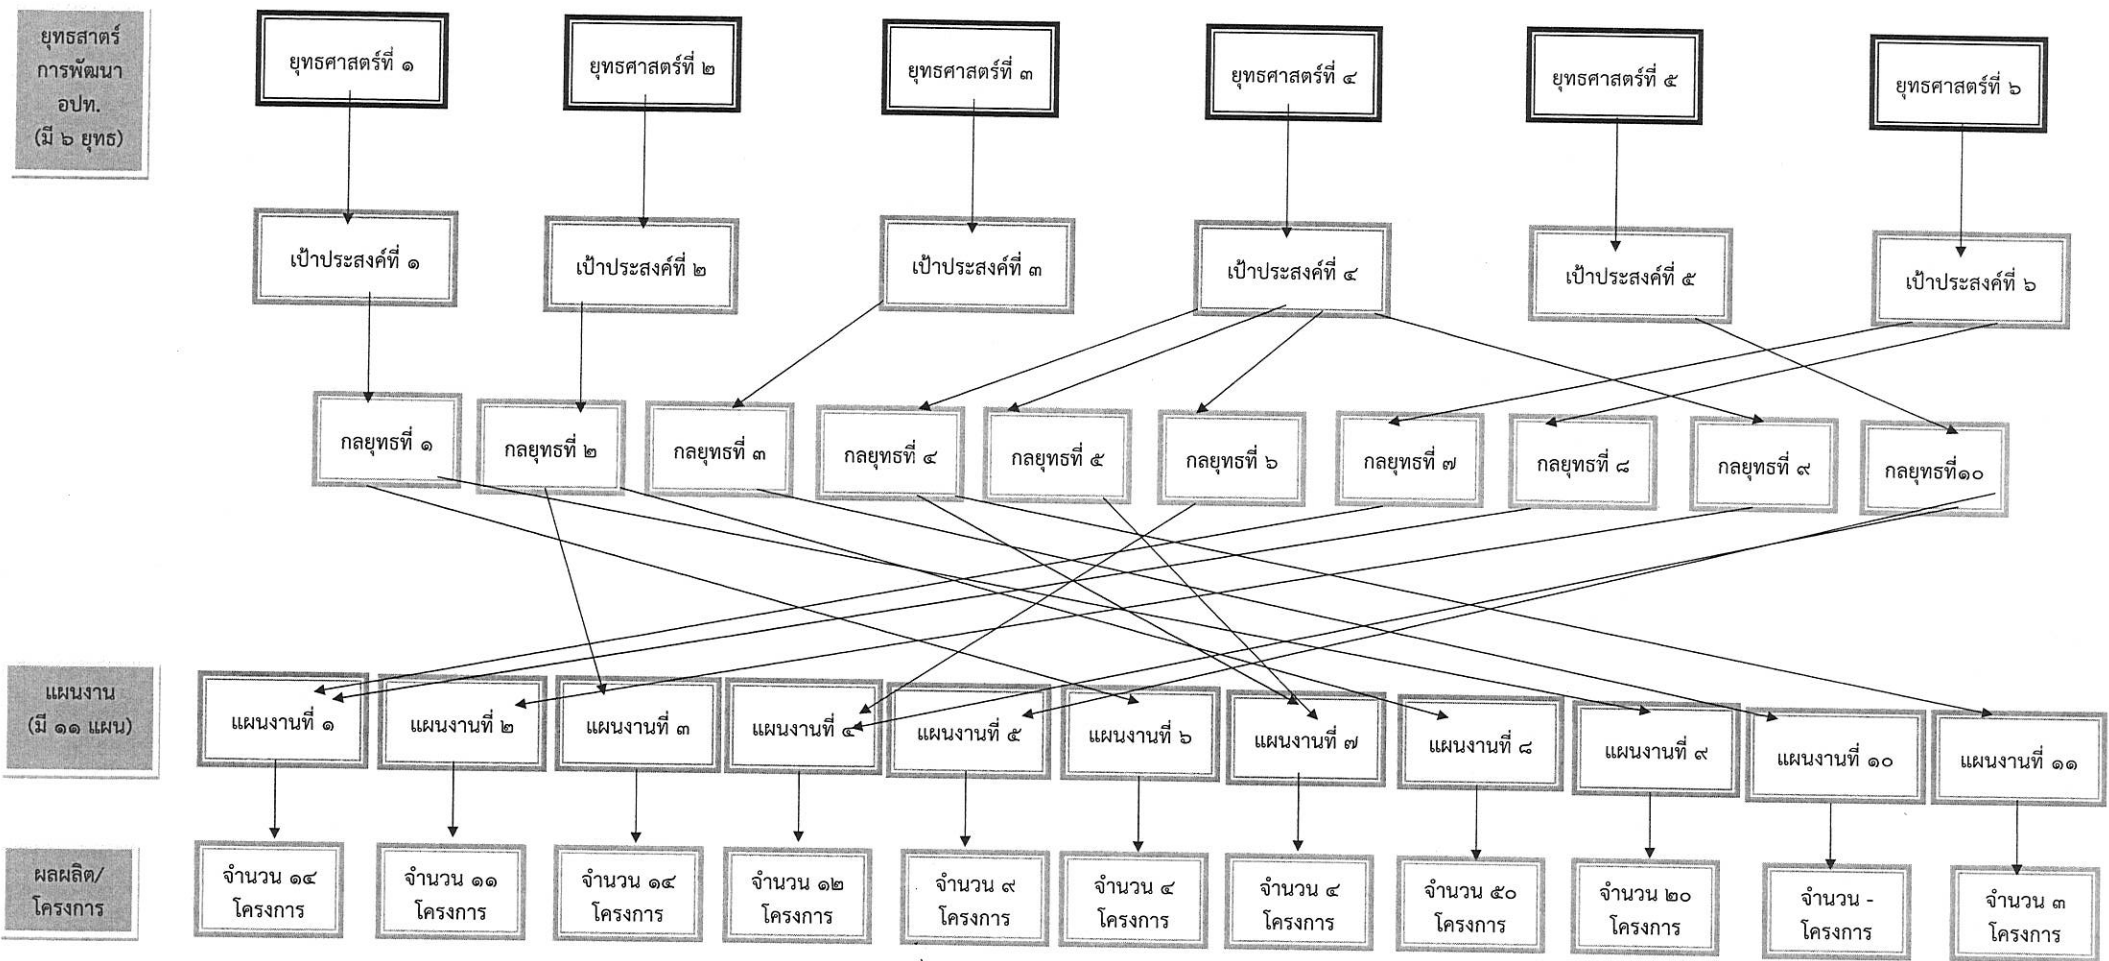 ยุทธสาตร์
การพัฒนา
อปท.
(มี ๖ ยุทธ)
ยุทธศาสตร์ที่ ๑
ยุทธศาสตร์ที่ ๒
ยุทธศาสตร์ที่ ๓
ยุทธศาสตร์ที่ ๔
ยุทธศาสตร์ที่ ๕
ยุทธศาสตร์ที่ ๖
เป้าประสงค์ที่ ๑
เป้าประสงค์ที่ ๒
เป้าประสงค์ที่ ๓
เป้าประสงค์ที่ ๔
เป้าประสงค์ที่ ๕
เป้าประสงค์ที่ ๖
กลยุทธที่ ๑
กลยุทธที่ ๒
กลยุทธที่ ๓
กลยุทธที่ ๔
กลยุทธที่ ๕
กลยุทธที่ ๖
กลยุทธที่ ๗
กลยุทธที่ ๘
กลยุทธที่ ๙
กลยุทธที่๑๐
แผนงาน
(มี ๑๑ แผน)
แผนงานที่ ๑
แผนงานที่ ๒
แผนงานที่ ๓
แผนงานที่ ๔
แผนงานที่ ๕
แผนงานที่ ๖
แผนงานที่ ๗
แผนงานที่ ๘
แผนงานที่ ๙
แผนงานที่ ๑๐
แผนงานที่ ๑๑
ผลผลิต/
โครงการ
จำนวน ๑๔
โครงการ
จำนวน ๑๑
โครงการ
จำนวน ๑๔
โครงการ
จำนวน ๑๒
โครงการ
จำนวน ๙
โครงการ
จำนวน ๔
โครงการ
จำนวน ๔
โครงการ
จำนวน ๕๐
โครงการ
จำนวน ๒๐
โครงการ
จำนวน -
โครงการ
จำนวน ๓
โครงการ